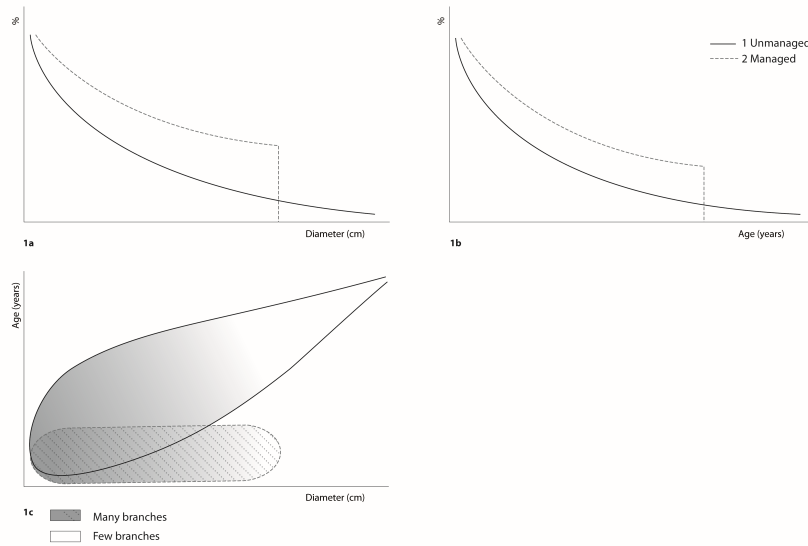 %
Diameter (cm)
1a
%
1 Unmanaged
2 Managed
Age (years)
1b
Age (years)
Diameter (cm)
1c
Many branches
Few branches